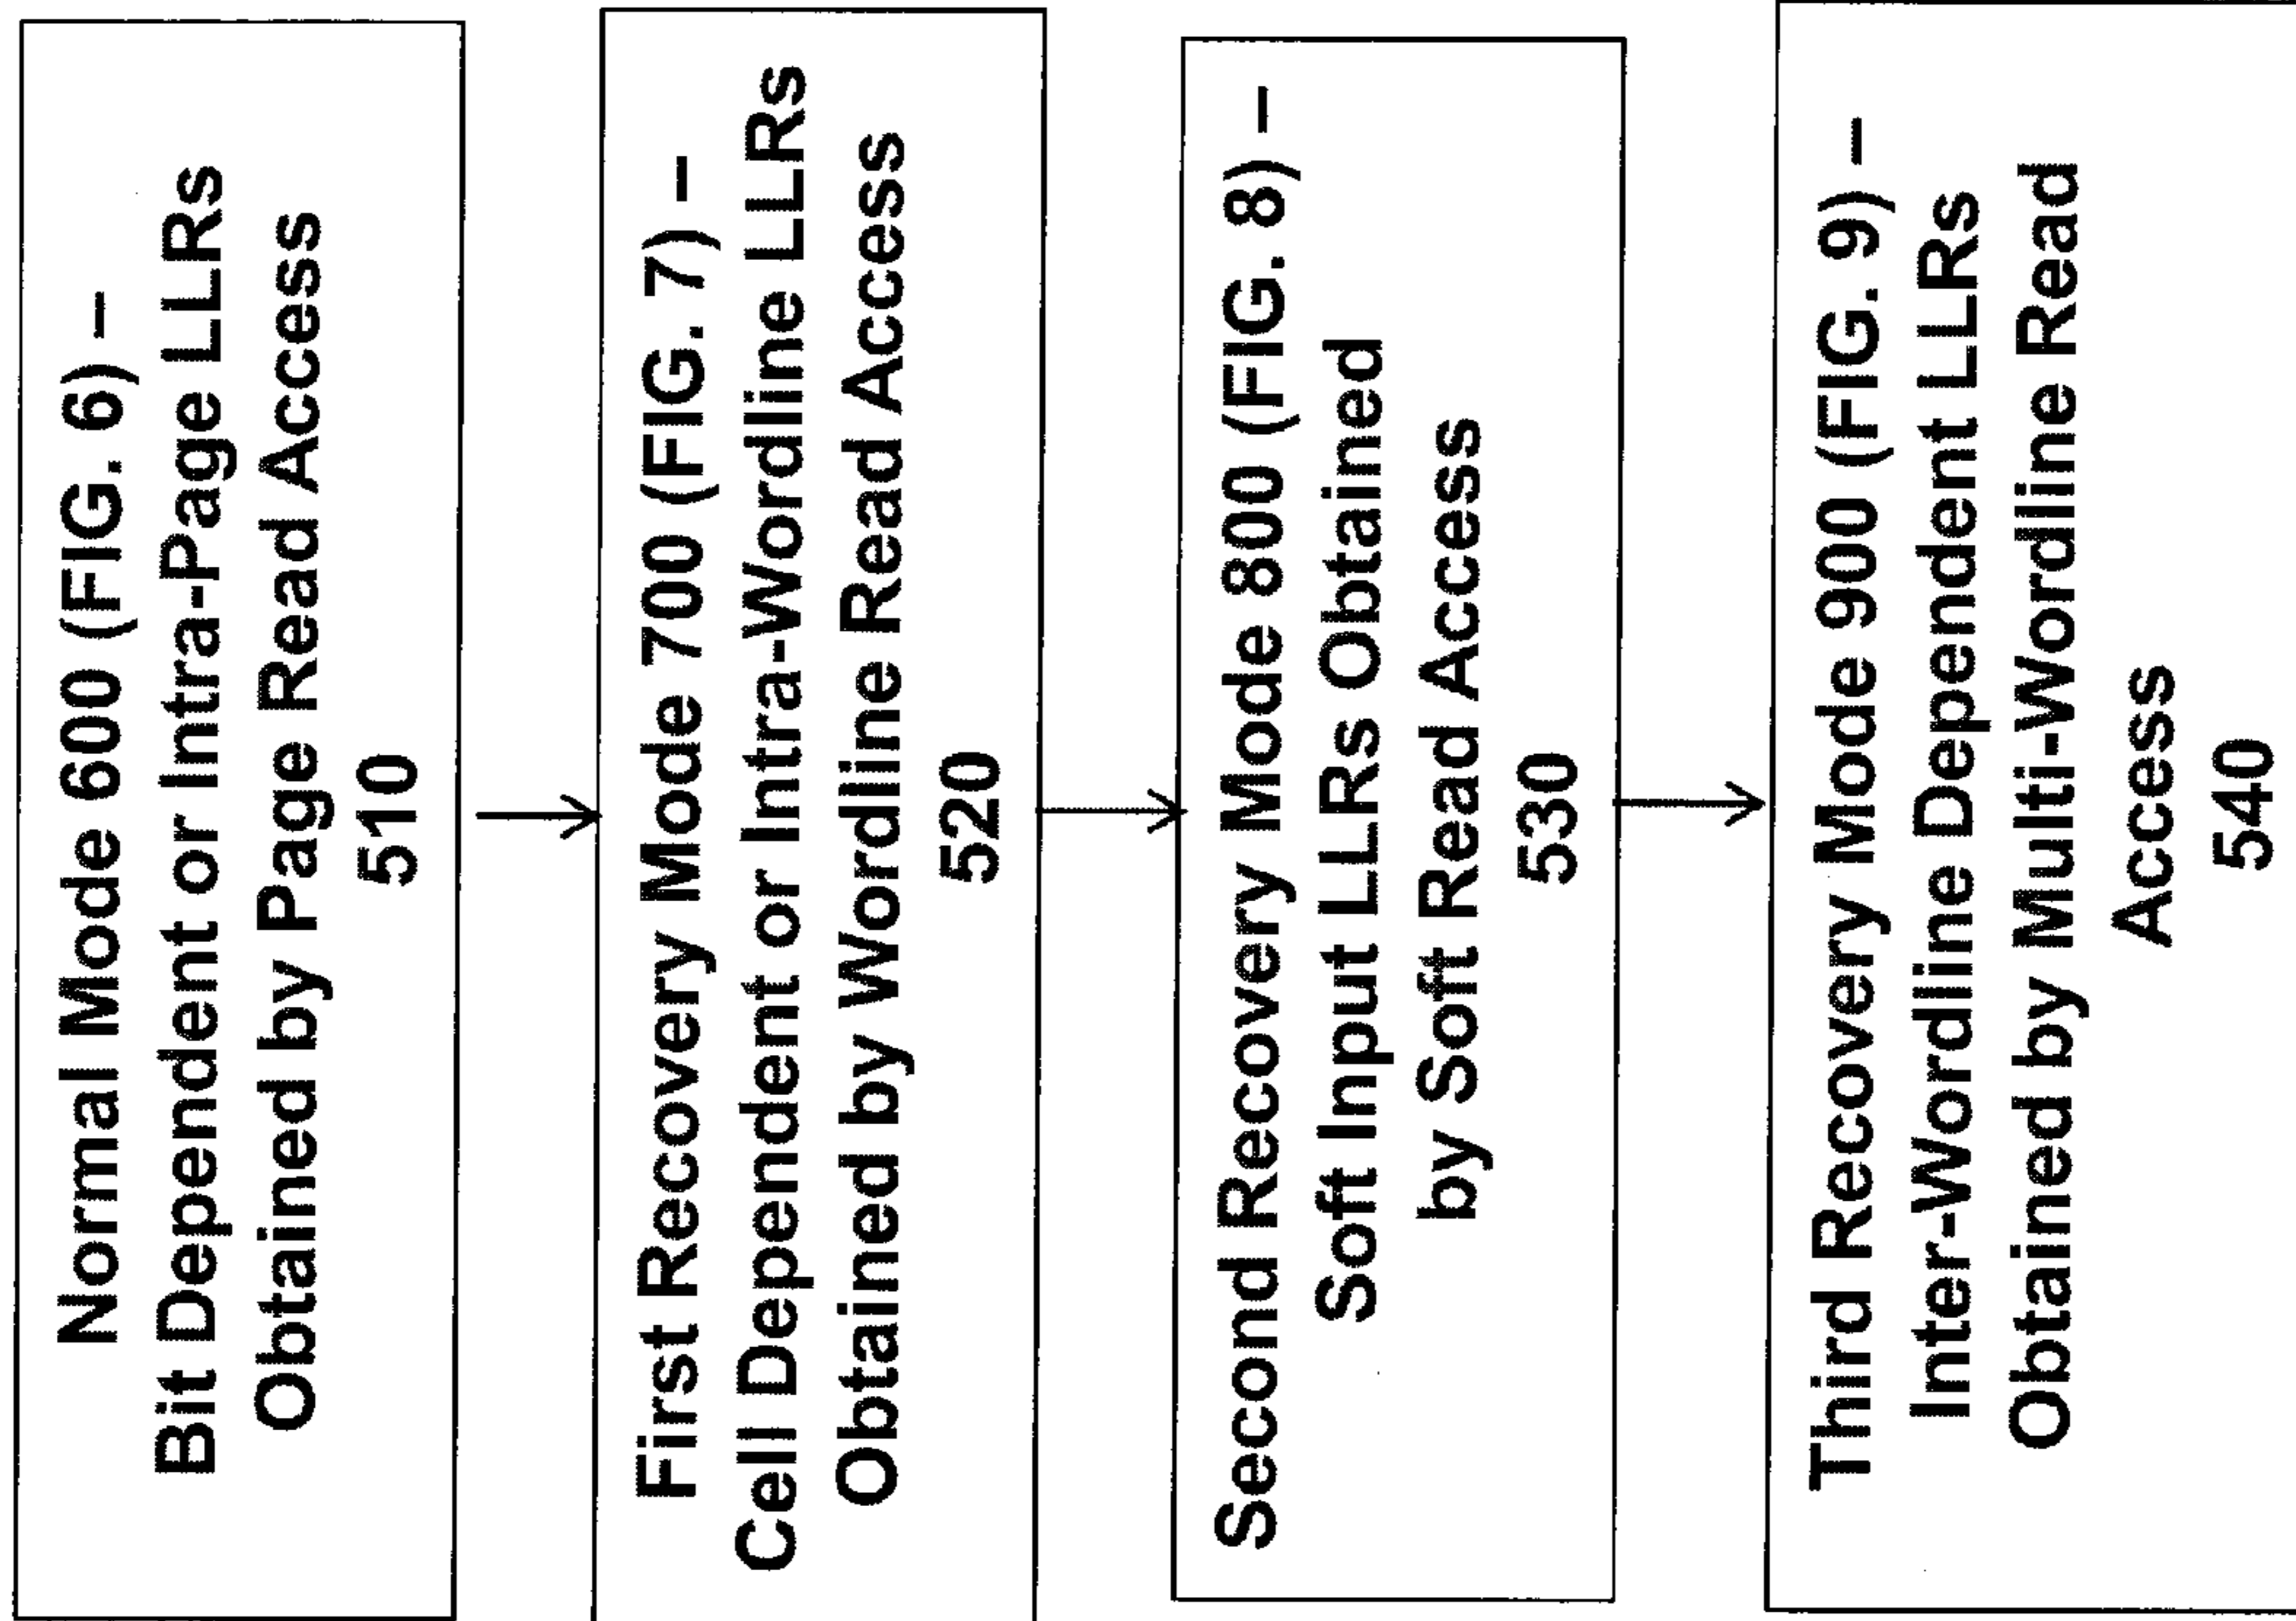 Normal Mode 600 (FIG. 6) –
Bit Dependent or Intra-Page LLRs
Obtained by Page Read Access
510
First Recovery Mode 700 (FIG. 7) –
Cell Dependent or Intra-Wordline LLRs
Obtained by Wordline Read Access
520
Second Recovery Mode 800 (FIG. 8) –
Soft Input LLRs Obtained
by Soft Read Access
530
Third Recovery Mode 900 (FIG. 9) –
Inter-Wordline Dependent LLRs
Obtained by Multi-Wordline Read
Access
540